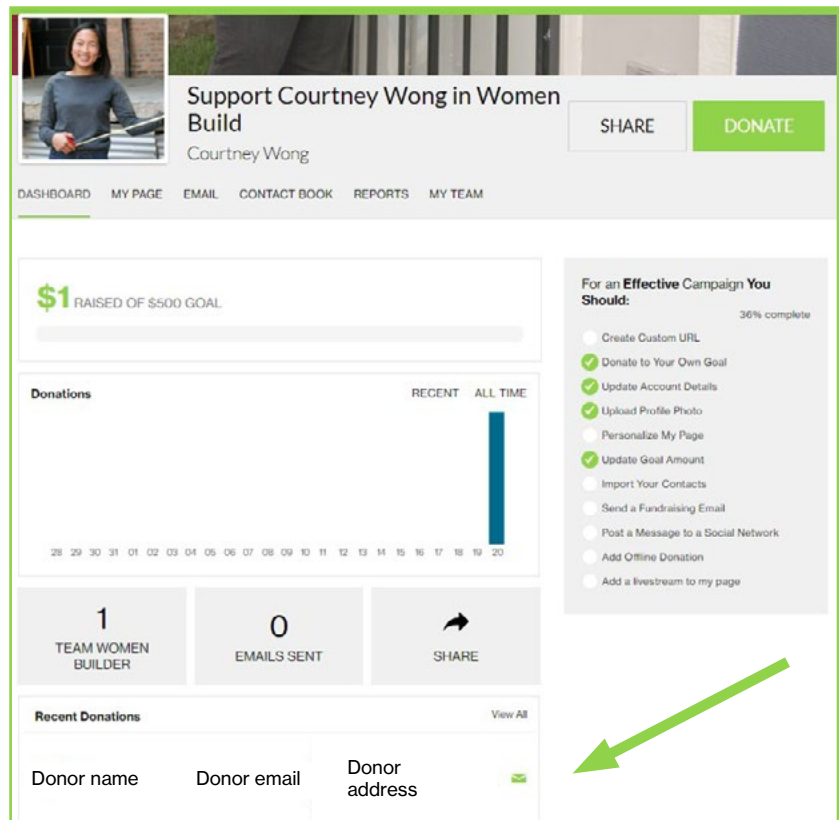 Support Courtney Wong in Women
Build
Courtney Wong
SHARE
DONATE
DASHBOARD MY PAGE EMAIL CONTACT BOOK REPORTS MY TEAM
$1 RAISED OF $500 GOAL
Donations
RECENT ALL TIME
28 29 30 31 01 02 03 04 05 06 07 08 09 10 11 12 13 14 15 16 17 18 19 20
1
TEAM WOMEN
BUILDER
0
EMAILS SENT
SHARE
Recent Donations
View All
Donor name
Donor email
Donor
address
For an Effective Campaign You
Should:
36% complete
Create Custom URL
Donate to Your Own Goal
Update Account Details
Upload Profile Photo
Personalize My Page
Update Goal Amount
Import Your Contacts
Send a Fundraising Email
Post a Message to a Social Network
Add Offline Donation
Add a livestream to my page